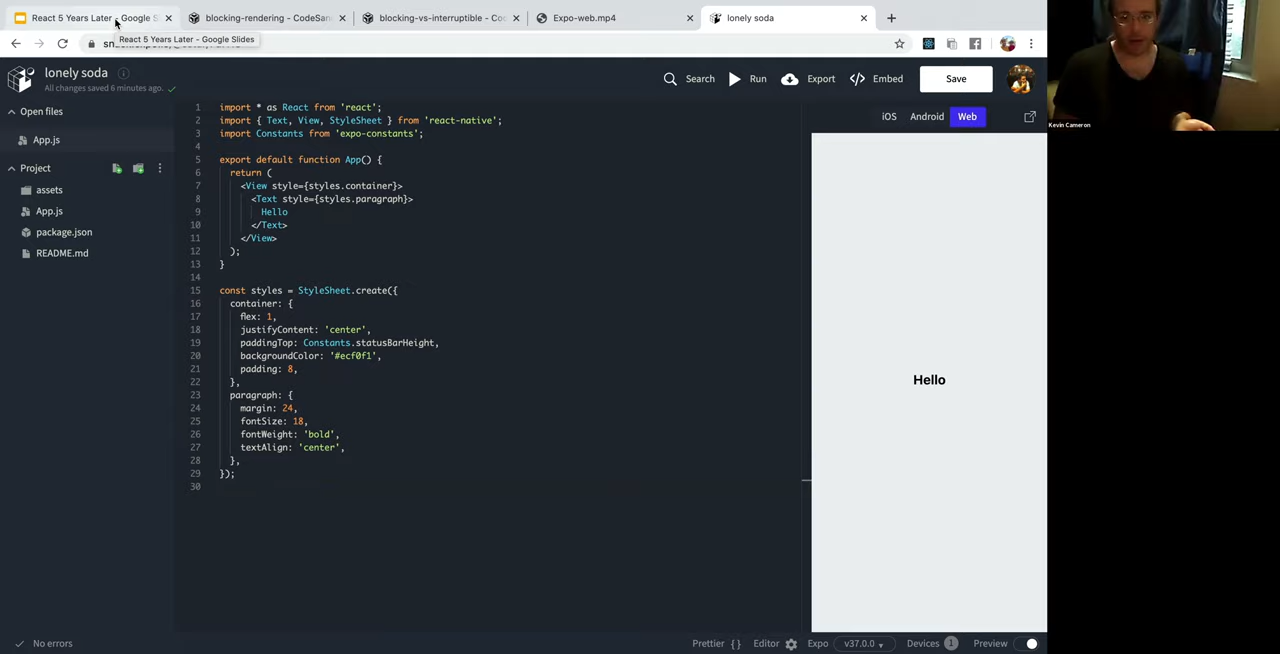 React 5 Years Later - Google S
blocking-rendering - CodeSan
blocking-vs-interruptible - Co
Expo-web.mp4
lonely soda
React 5 Years Later - Google Slides
lonely soda
All changes saved 6 minutes ago.
Search
Run
Export
Embed
Save
Open files
App.js
Project
assets
App.js
package.json
README.md
1 import * as React from 'react';
2 import { Text, View, StyleSheet } from 'react-native';
3 import Constants from 'expo-constants';
4
5 export default function App() {
6 return (
7 <View style={styles.container}>
8 <Text style={styles.paragraph}>
9 Hello
10 </Text>
11 </View>
12 );
13 }
14
15 const styles = StyleSheet.create({
16 container: {
17 flex: 1,
18 justifyContent: 'center',
19 paddingTop: Constants.statusBarHeight,
20 backgroundColor: '#ecf0f1',
21 padding: 8,
22 },
23 paragraph: {
24 margin: 24,
25 fontSize: 18,
26 fontWeight: 'bold',
27 textAlign: 'center',
28 },
29 });
30
iOS
Android
Web
Hello
Kevin Cameron
No errors
Prettier { }
Editor
Expo
v37.0.0
Devices 1
Preview